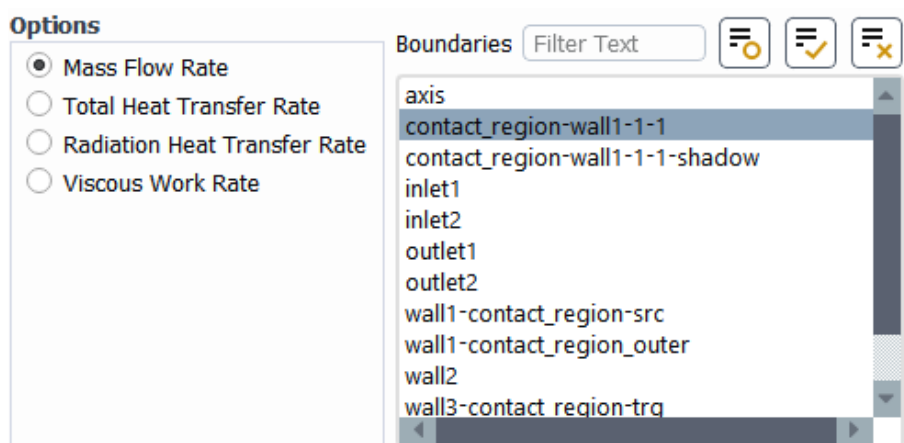 Options
Mass Flow Rate
Total Heat Transfer Rate
Radiation Heat Transfer Rate
Viscous Work Rate
Boundaries Filter Text
axis
contact_region-wall1-1-1
contact_region-wall1-1-1-shadow
inlet1
inlet2
outlet1
outlet2
wall1-contact_region-src
wall1-contact_region_outer
wall2
wall3-contact_region-trg